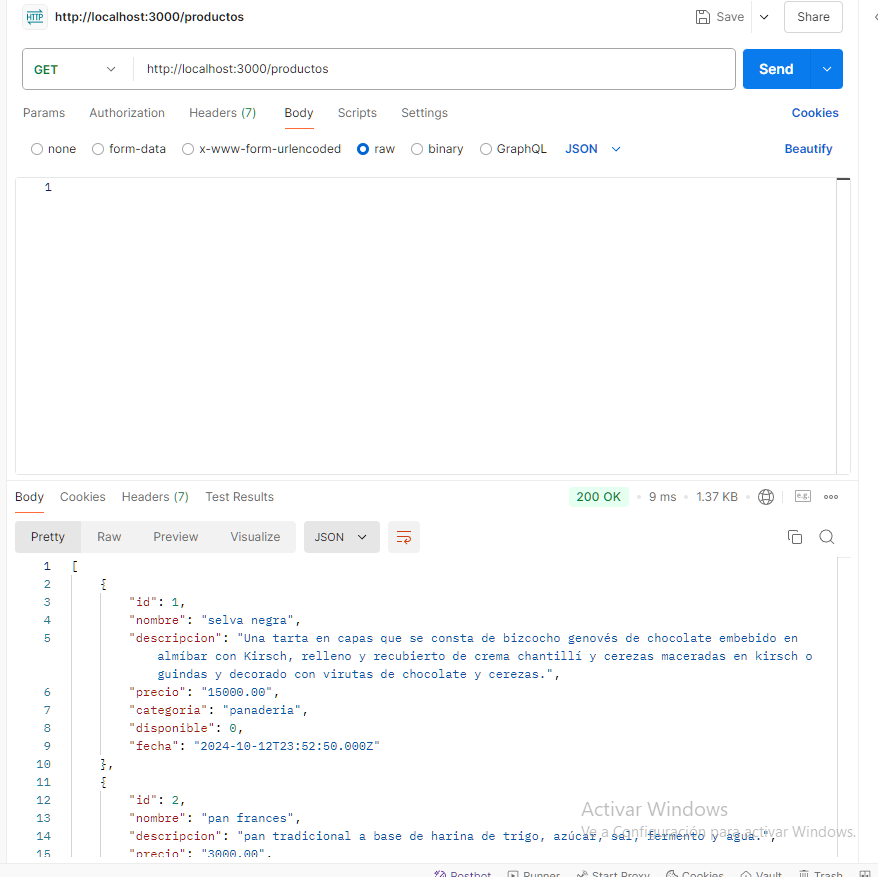 HTTP http://localhost:3000/productos Save Share
GET http://localhost:3000/productos Send
Params Authorization Headers (7) Body Scripts Settings Cookies
none form-data x-www-form-urlencoded raw binary GraphQL JSON Beautify
1
Body Cookies Headers (7) Test Results 200 OK • 9 ms • 1.37 KB • e.g.
Pretty Raw Preview Visualize JSON
1 [
2 {
3 "id": 1,
4 "nombre": "selva negra",
5 "descripcion": "Una tarta en capas que se consta de bizcocho genovés de chocolate embebido en
almíbar con Kirsch, relleno y recubierto de crema chantillí y cerezas maceradas en kirsch o
guindas y decorado con virutas de chocolate y cerezas.",
6 "precio": "15000.00",
7 "categoria": "panaderia",
8 "disponible": 0,
9 "fecha": "2024-10-12T23:52:50.000Z"
10 },
11 {
12 "id": 2,
13 "nombre": "pan frances",
14 "descripcion": "pan tradicional a base de harina de trigo, azúcar, sal, fermento y agua.",
15 "precio": "3000.00",
Activar Windows
Ve a Configuración para activar Windows.
Postbot Runner Start Proxy Cookies Vault Trash